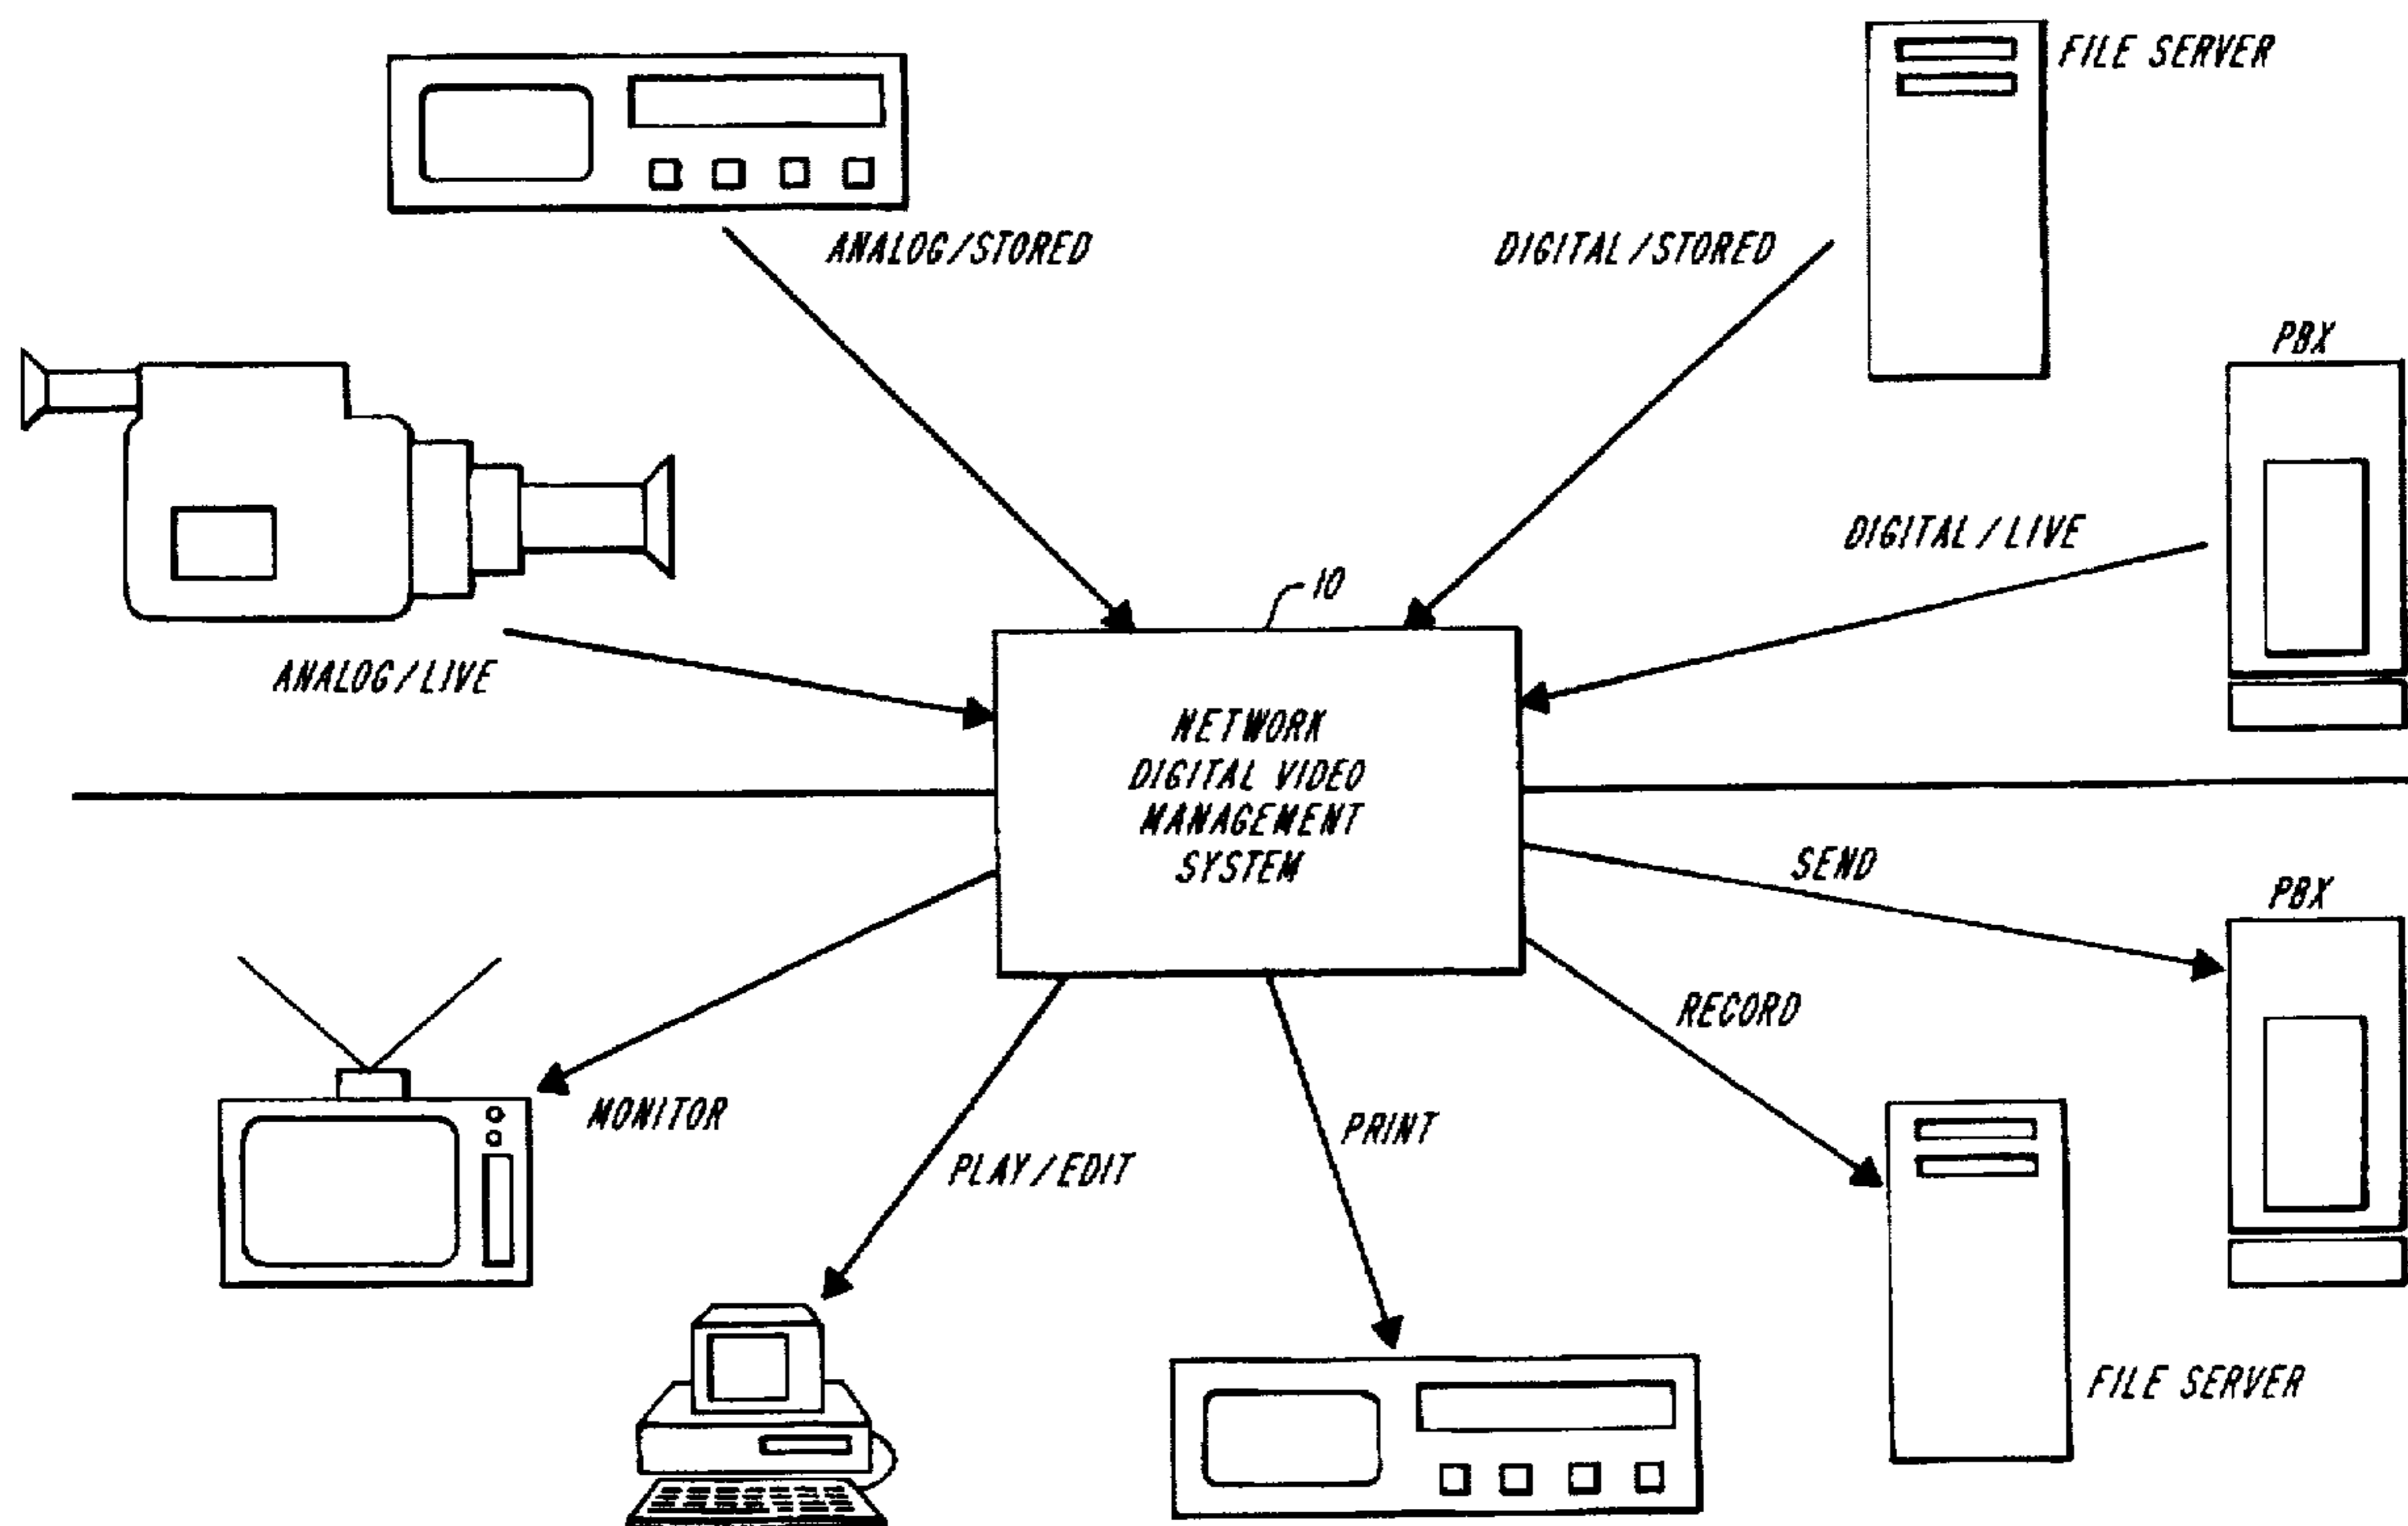 FILE SERVER
ANALOG/STORED
DIGITAL/STORED
PBX
DIGITAL/LIVE
10
ANALOG/LIVE
NETWORK
DIGITAL VIDEO
MANAGEMENT
SYSTEM
SEND
PBX
RECORD
MONITOR
PRINT
PLAY/EDIT
FILE SERVER